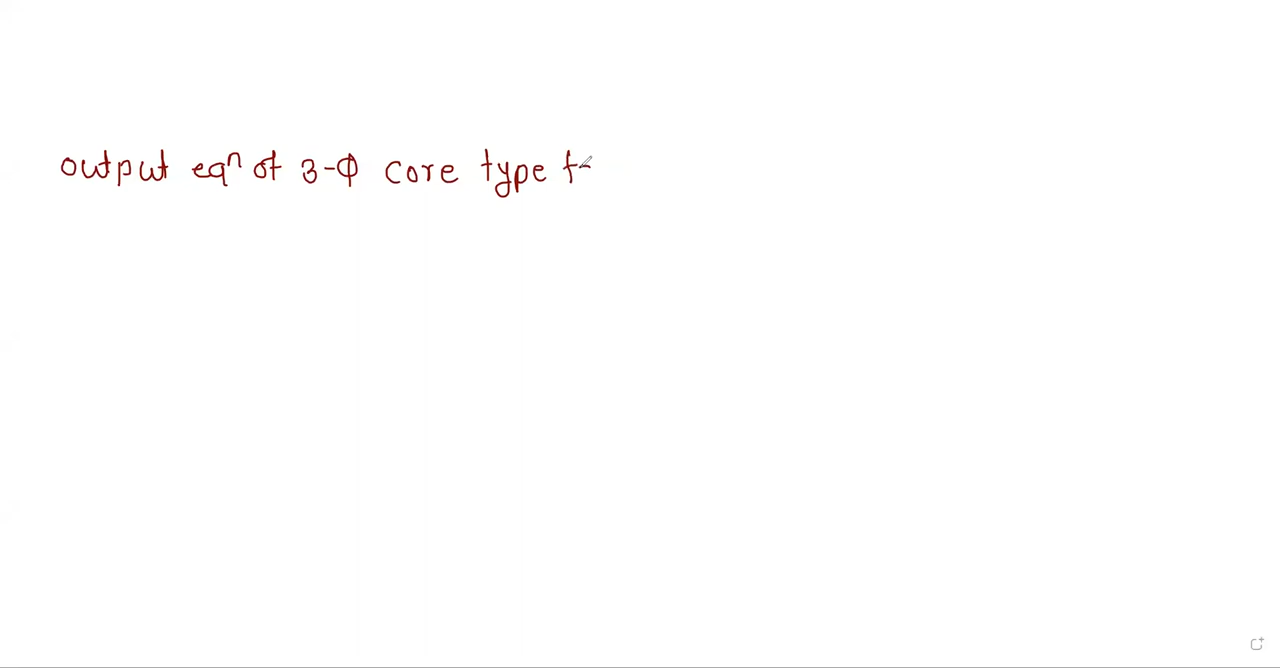 output eqⁿ of 3-Φ core type